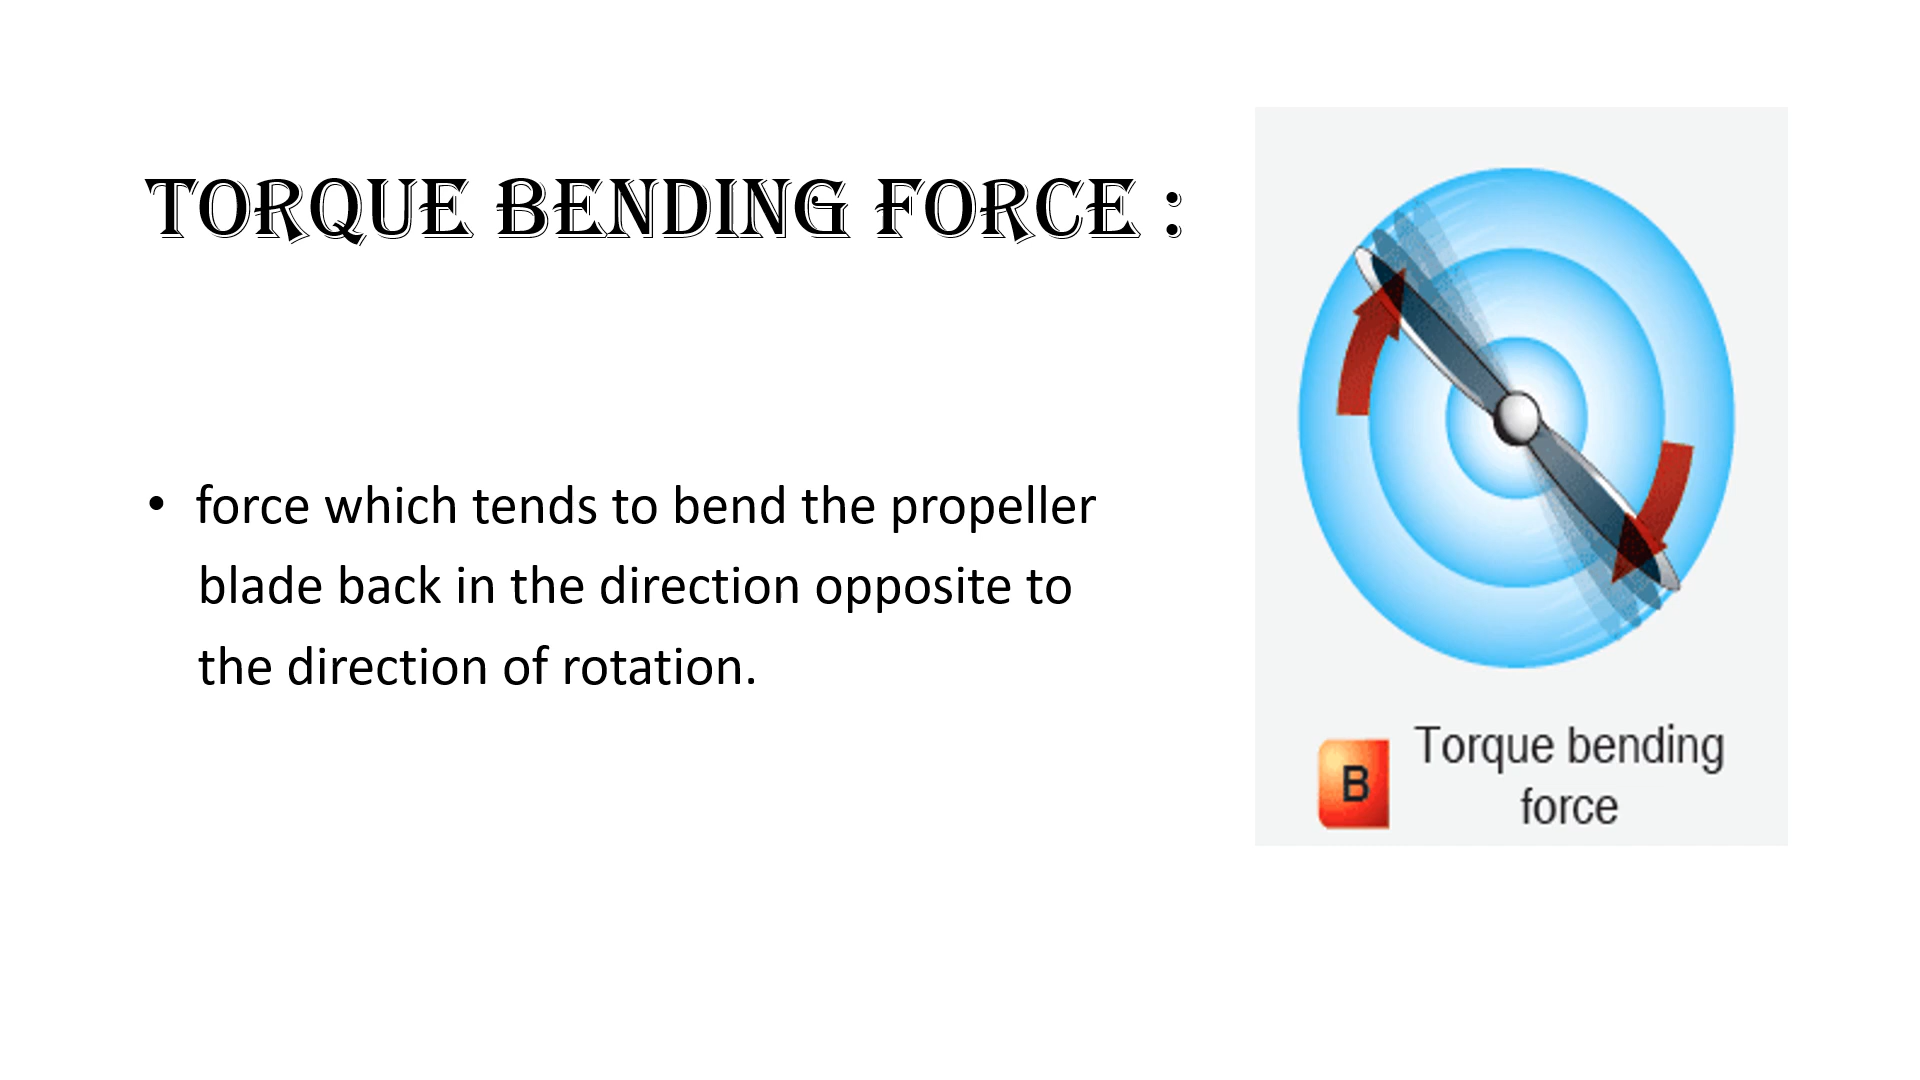 TORQUE BENDING FORCE :
• force which tends to bend the propeller
blade back in the direction opposite to
the direction of rotation.
B
Torque bending
force